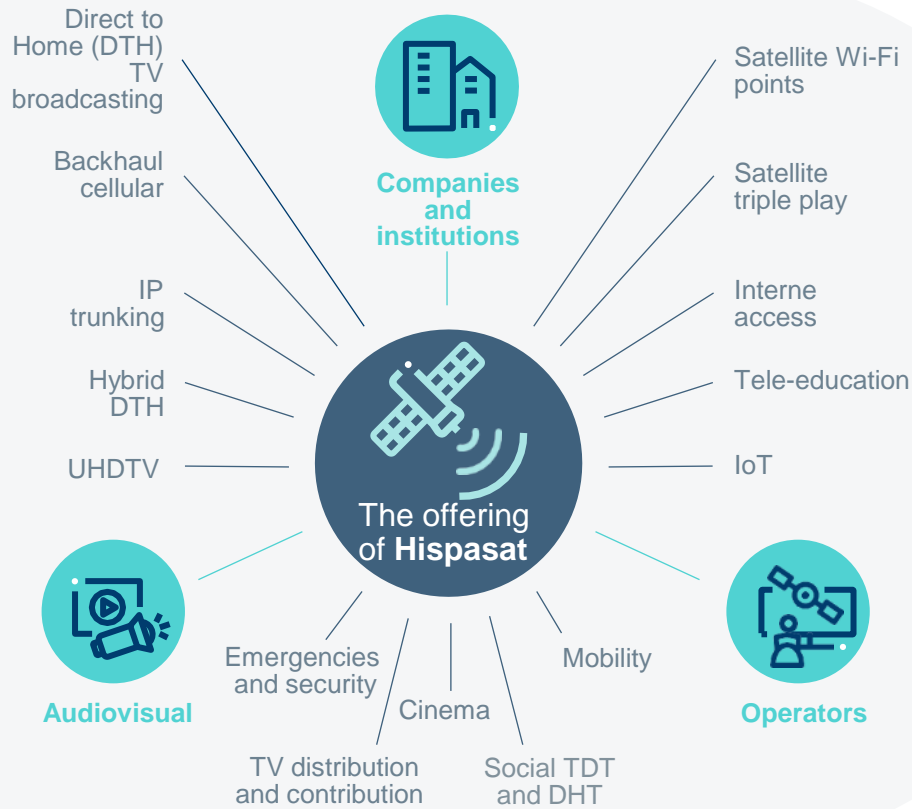 Direct to
Home (DTH)
TV
broadcasting
Backhaul
cellular
IP
trunking
Hybrid
DTH
UHDTV
Companies
and
institutions
Satellite Wi-Fi
points
Satellite
triple play
Interne
access
Tele-education
IoT
The offering
of Hispasat
Audiovisual
Emergencies
and security
TV distribution
and contribution
Cinema
Social TDT
and DHT
Mobility
Operators